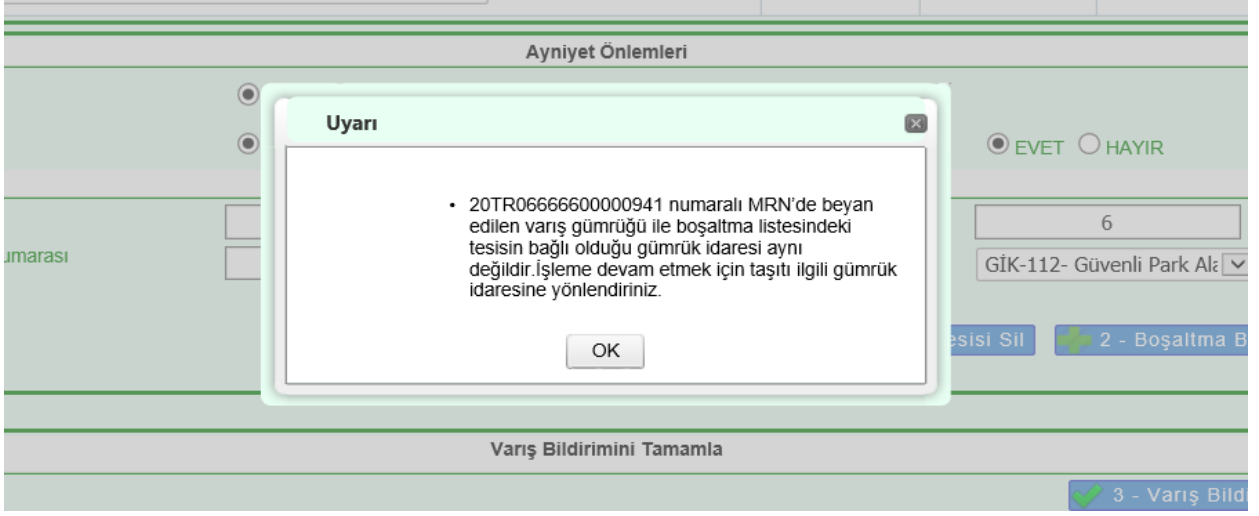 Ayniyet Önlemleri
Uyarı
EVET HAYIR
• 20TR06666600000941 numaralı MRN'de beyan
edilen varış gümrüğü ile boşaltma listesindeki
tesisin bağlı olduğu gümrük idaresi aynı
değildir.İşleme devam etmek için taşıtı ilgili gümrük
idaresine yönlendiriniz.
6
umarası
GİK-112- Güvenli Park Ala
OK
esisi Sil
2 - Boşaltma B
Varış Bildirimini Tamamla
3 - Varış Bildi